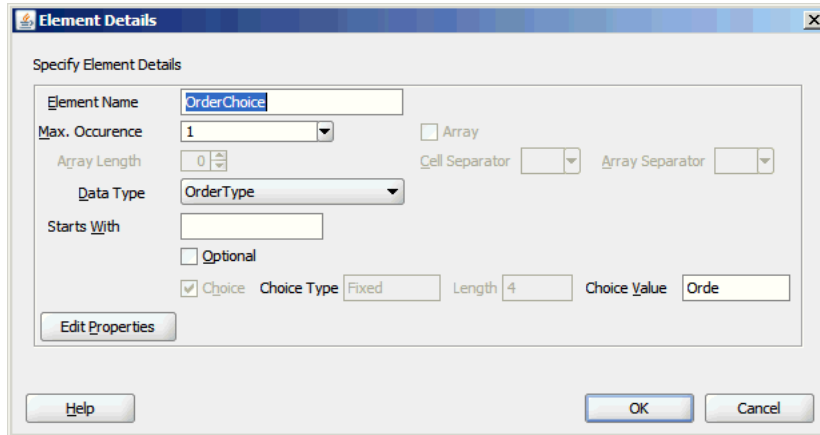 Element Details
Specify Element Details
Element Name OrderChoice
Max. Occurence 1 Array
Array Length 0 Cell Separator Array Separator
Data Type OrderType
Starts With
Optional
Choice Choice Type Fixed Length 4 Choice Value Orde
Edit Properties
Help OK Cancel